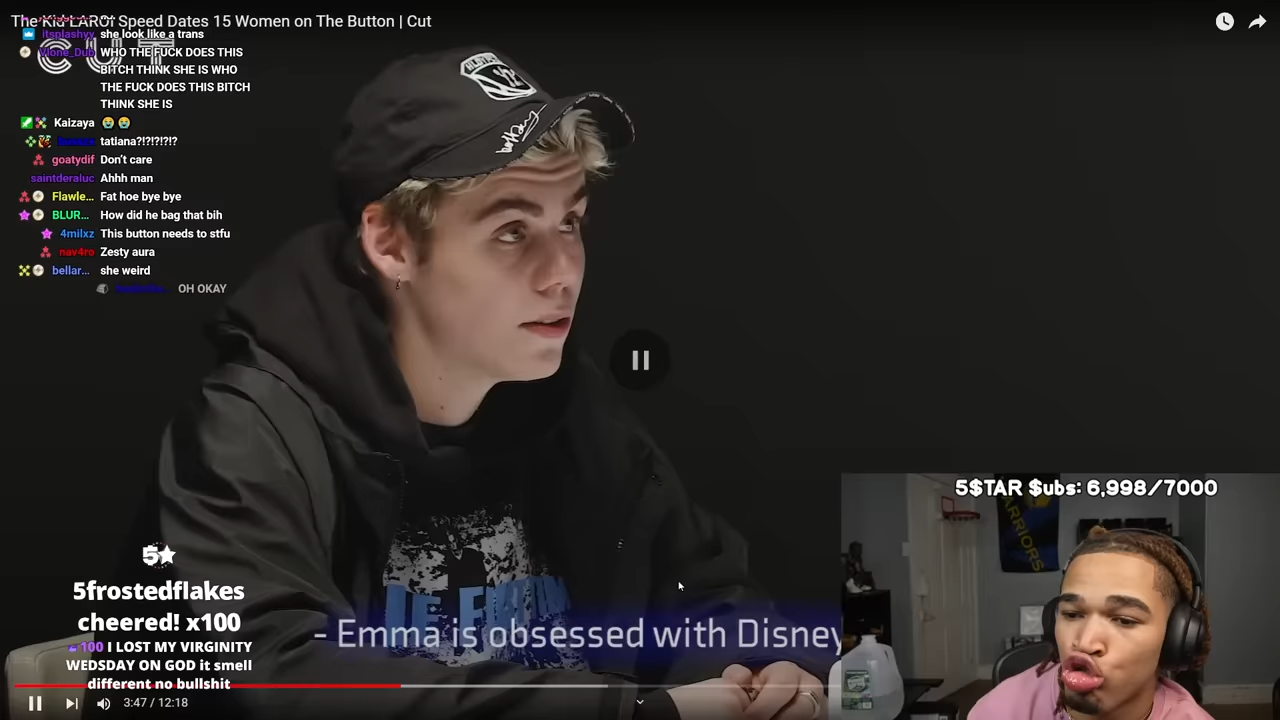 The Kid LAROI Speed Dates 15 Women on The Button | Cut
CUT
itsplashyy she look like a trans
WHO THE FUCK DOES THIS
BITCH THINK SHE IS WHO
THE FUCK DOES THIS BITCH
THINK SHE IS
Kaizaya 😭 😭
tatiana?!?!?!?!?
goatydif Don't care
saintderaluc Ahhh man
Flawle... Fat hoe bye bye
BLUR... How did he bag that bih
4milxz This button needs to stfu
nav4ro Zesty aura
bellar... she weird
OH OKAY
5$TAR $ubs: 6,998/7000
WARRIORS
5★
5frostedflakes
cheered! x100
100 I LOST MY VIRGINITY
WEDSDAY ON GOD it smell
different no bullshit
- Emma is obsessed with Disney
3:47 / 12:18